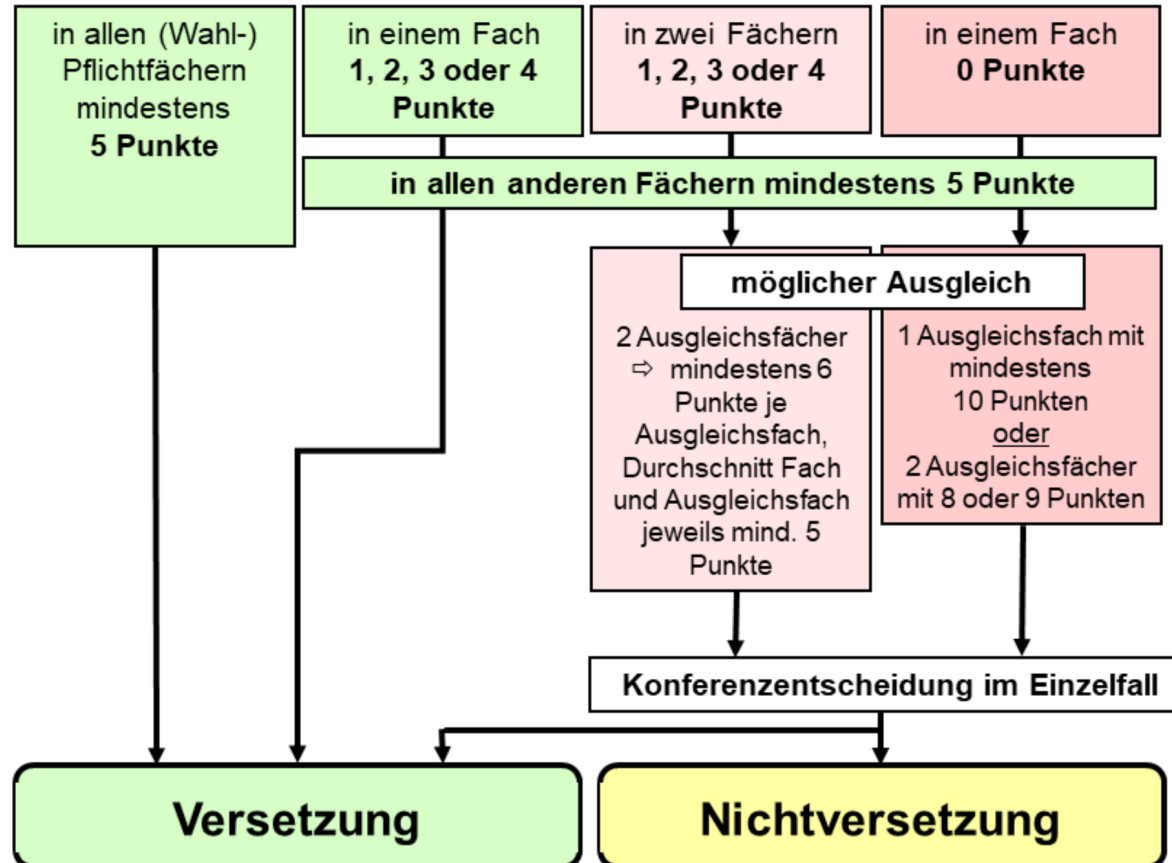 in allen (Wahl-)
Pflichtfächern
mindestens
5 Punkte
in einem Fach
1, 2, 3 oder 4
Punkte
in zwei Fächern
1, 2, 3 oder 4
Punkte
in einem Fach
0 Punkte
in allen anderen Fächern mindestens 5 Punkte
möglicher Ausgleich
2 Ausgleichsfächer
⇨ mindestens 6
Punkte je
Ausgleichsfach,
Durchschnitt Fach
und Ausgleichsfach
jeweils mind. 5
Punkte
1 Ausgleichsfach mit
mindestens
10 Punkten
oder
2 Ausgleichsfächer
mit 8 oder 9 Punkten
Konferenzentscheidung im Einzelfall
Versetzung
Nichtversetzung